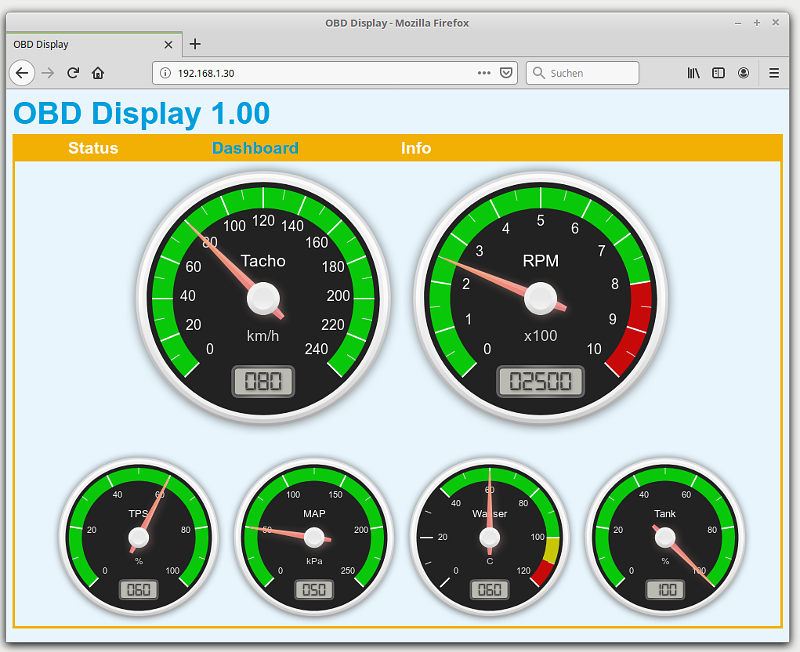 OBD Display - Mozilla Firefox
OBD Display
192.168.1.30
Suchen
OBD Display 1.00
Status Dashboard Info
0 20 40 60 80 100 120 140 160 180 200 220 240
Tacho
km/h
080
0 1 2 3 4 5 6 7 8 9 10
RPM
x100
02500
0 20 40 60 80 100
TPS
%
060
0 50 100 150 200 250
MAP
kPa
050
0 20 40 60 80 100 120
Wasser
C
060
0 20 40 60 80 100
Tank
%
100